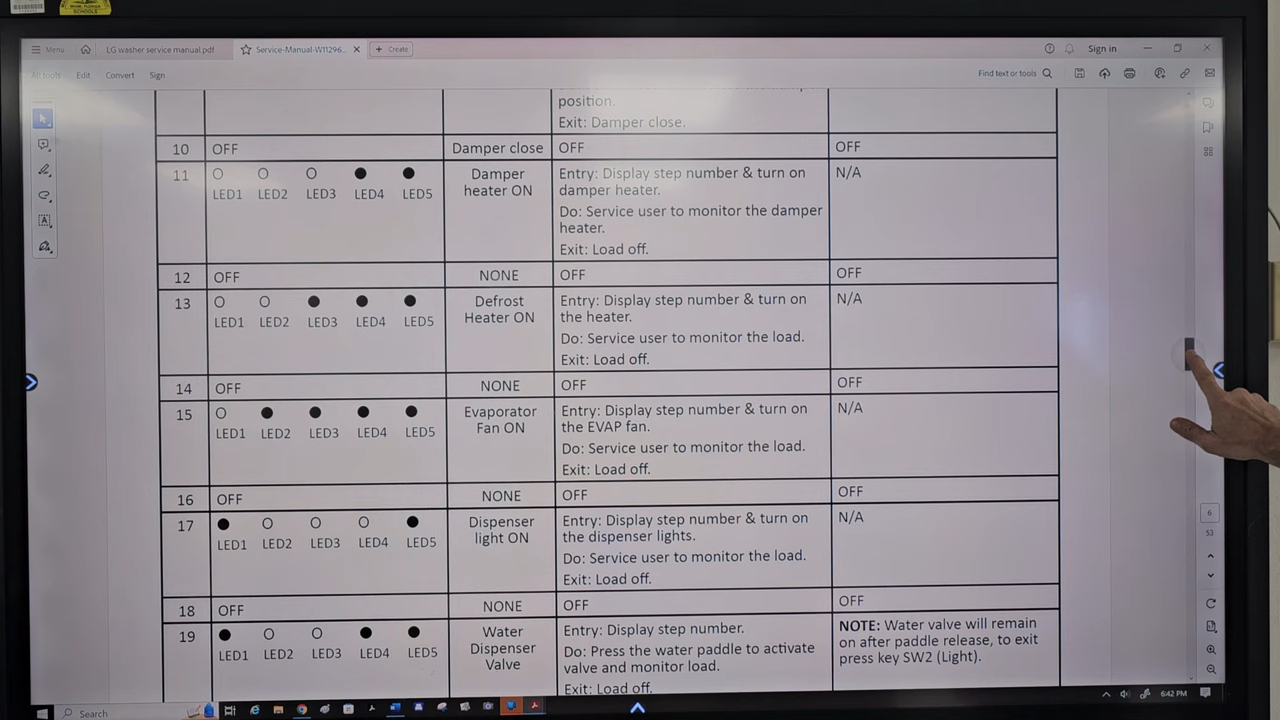 SCHOOLS
Menu
LG washer service manual.pdf
Service-Manual-W11296...
Create
Sign in
All tools
Edit
Convert
Sign
Find text or tools
position.
Exit: Damper close.
10 OFF Damper close OFF OFF
11 LED1 LED2 LED3 LED4 LED5
Damper
heater ON
Entry: Display step number & turn on
damper heater.
Do: Service user to monitor the damper
heater.
Exit: Load off.
N/A
12 OFF NONE OFF OFF
13 LED1 LED2 LED3 LED4 LED5
Defrost
Heater ON
Entry: Display step number & turn on
the heater.
Do: Service user to monitor the load.
Exit: Load off.
N/A
14 OFF NONE OFF OFF
15 LED1 LED2 LED3 LED4 LED5
Evaporator
Fan ON
Entry: Display step number & turn on
the EVAP fan.
Do: Service user to monitor the load.
Exit: Load off.
N/A
16 OFF NONE OFF OFF
17 LED1 LED2 LED3 LED4 LED5
Dispenser
light ON
Entry: Display step number & turn on
the dispenser lights.
Do: Service user to monitor the load.
Exit: Load off.
N/A
18 OFF NONE OFF OFF
19 LED1 LED2 LED3 LED4 LED5
Water
Dispenser
Valve
Entry: Display step number.
Do: Press the water paddle to activate
valve and monitor load.
Exit: Load off.
NOTE: Water valve will remain
on after paddle release, to exit
press key SW2 (Light).
6
53
Search
6:42 PM